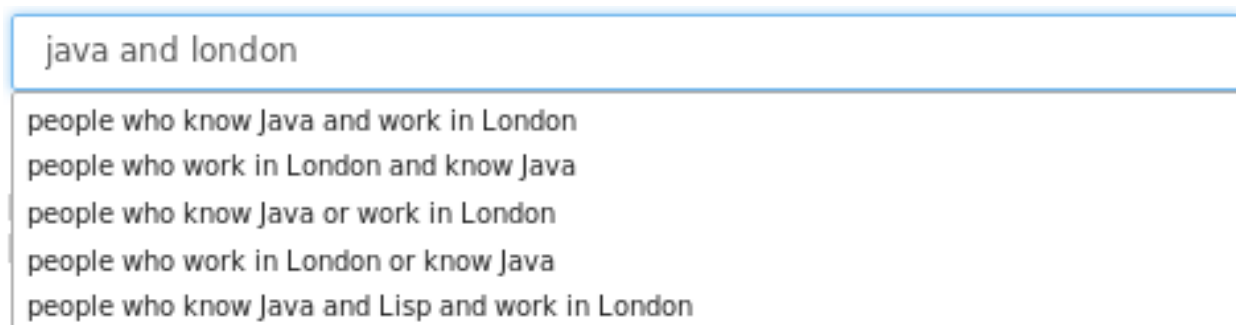 java and london
people who know Java and work in London
people who work in London and know Java
people who know Java or work in London
people who work in London or know Java
people who know Java and Lisp and work in London